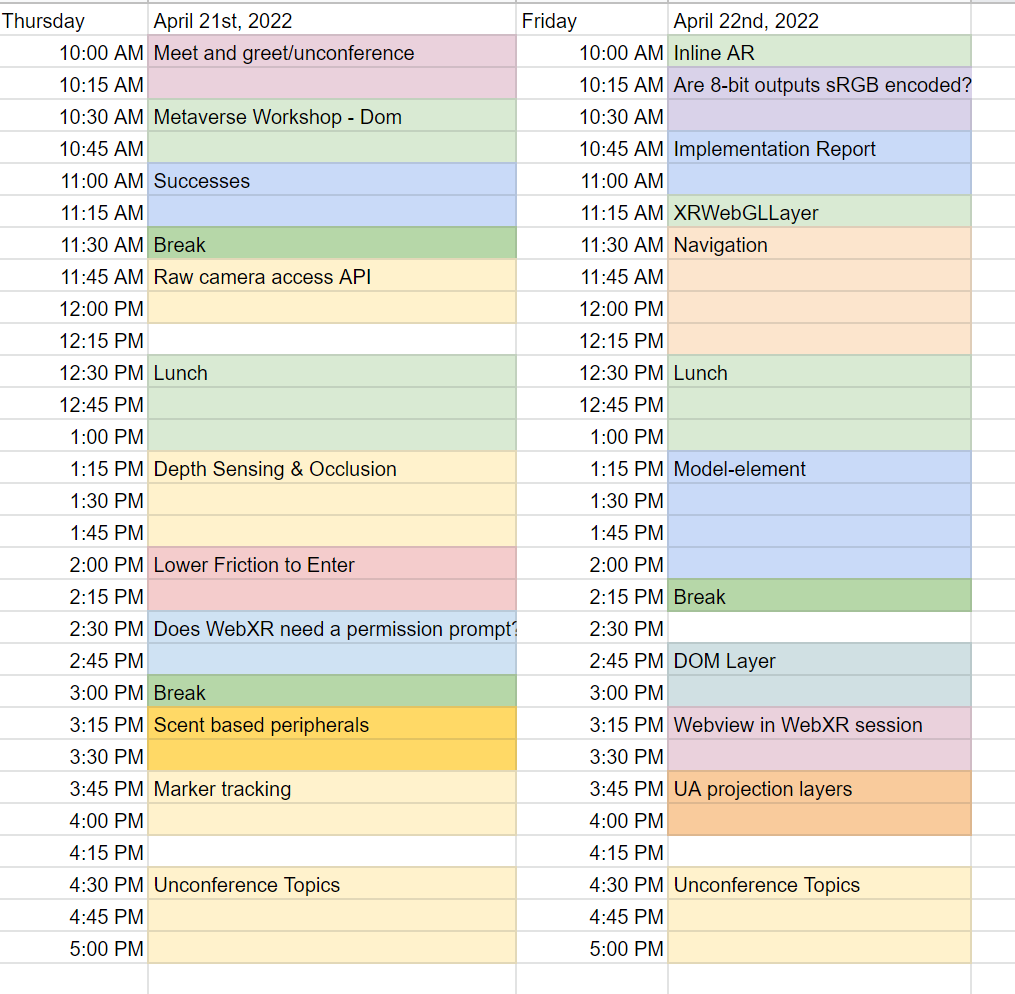 Thursday April 21st, 2022 Friday April 22nd, 2022
10:00 AM Meet and greet/unconference 10:00 AM Inline AR
10:15 AM 10:15 AM Are 8-bit outputs sRGB encoded?
10:30 AM Metaverse Workshop - Dom 10:30 AM
10:45 AM 10:45 AM Implementation Report
11:00 AM Successes 11:00 AM
11:15 AM 11:15 AM XRWebGLLayer
11:30 AM Break 11:30 AM Navigation
11:45 AM Raw camera access API 11:45 AM
12:00 PM 12:00 PM
12:15 PM 12:15 PM
12:30 PM Lunch 12:30 PM Lunch
12:45 PM 12:45 PM
1:00 PM 1:00 PM
1:15 PM Depth Sensing & Occlusion 1:15 PM Model-element
1:30 PM 1:30 PM
1:45 PM 1:45 PM
2:00 PM Lower Friction to Enter 2:00 PM
2:15 PM 2:15 PM Break
2:30 PM Does WebXR need a permission prompt? 2:30 PM
2:45 PM 2:45 PM DOM Layer
3:00 PM Break 3:00 PM
3:15 PM Scent based peripherals 3:15 PM Webview in WebXR session
3:30 PM 3:30 PM
3:45 PM Marker tracking 3:45 PM UA projection layers
4:00 PM 4:00 PM
4:15 PM 4:15 PM
4:30 PM Unconference Topics 4:30 PM Unconference Topics
4:45 PM 4:45 PM
5:00 PM 5:00 PM